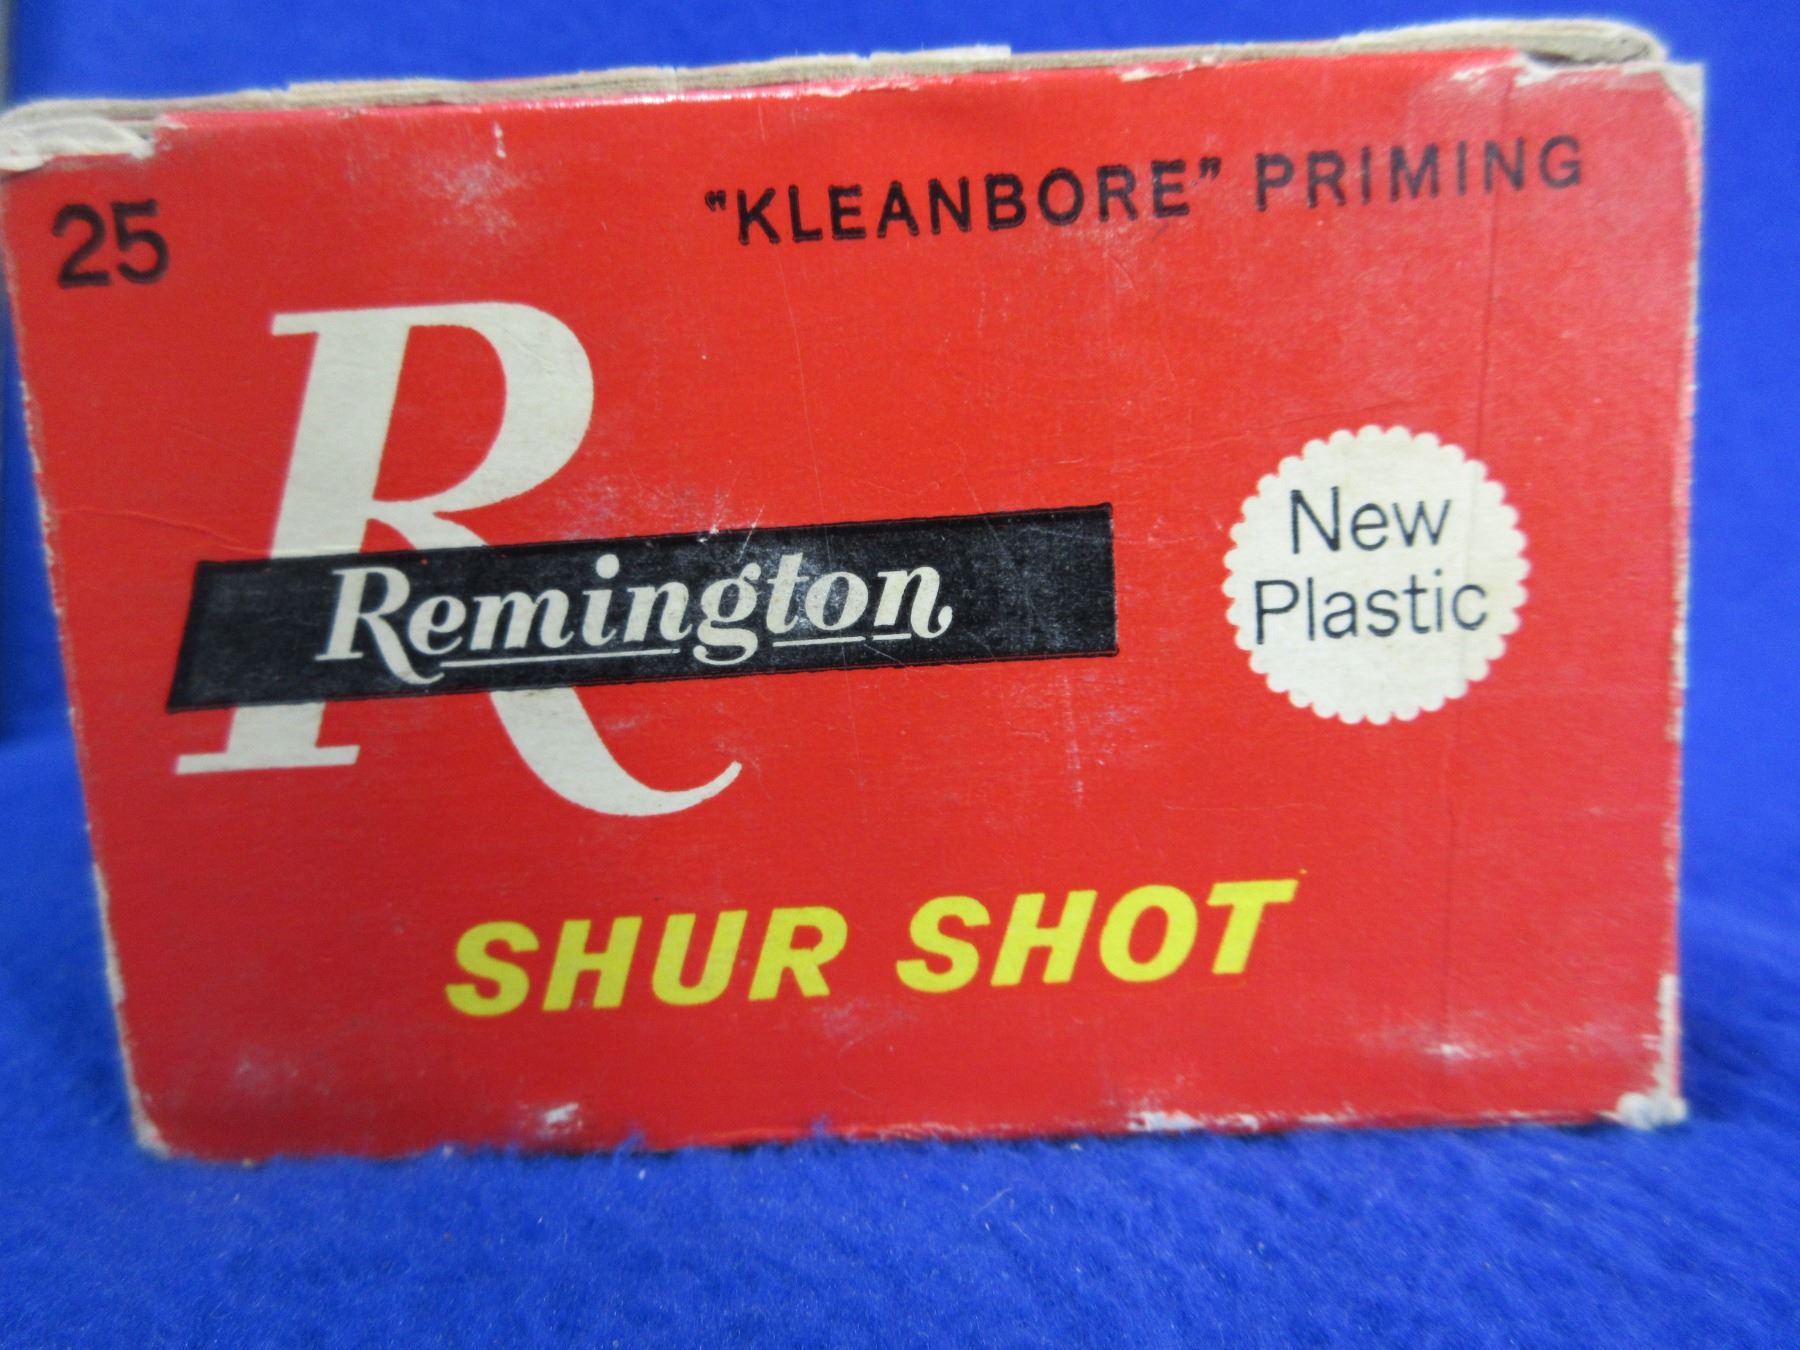 25
"KLEANBORE" PRIMING
R
Remington
New
Plastic
SHUR SHOT